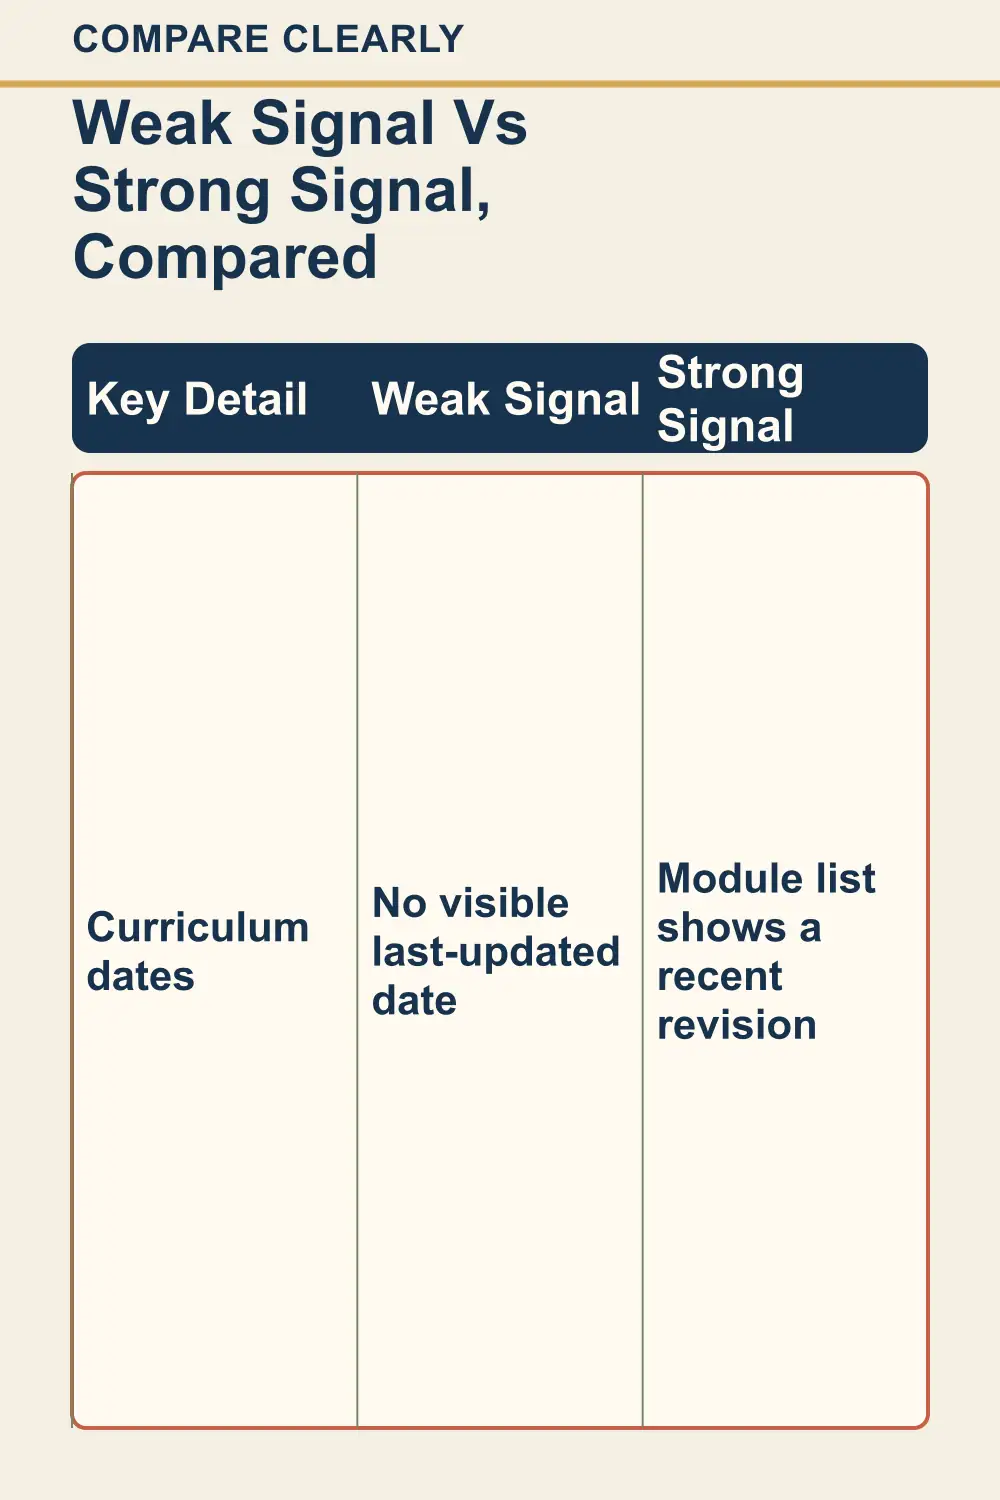 COMPARE CLEARLY
Weak Signal Vs
Strong Signal,
Compared
Key Detail
Weak Signal
Strong
Signal
Curriculum
dates
No visible
last-updated
date
Module list
shows a
recent
revision